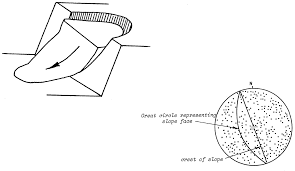 N
Great circle representing
slope face
crest of slope